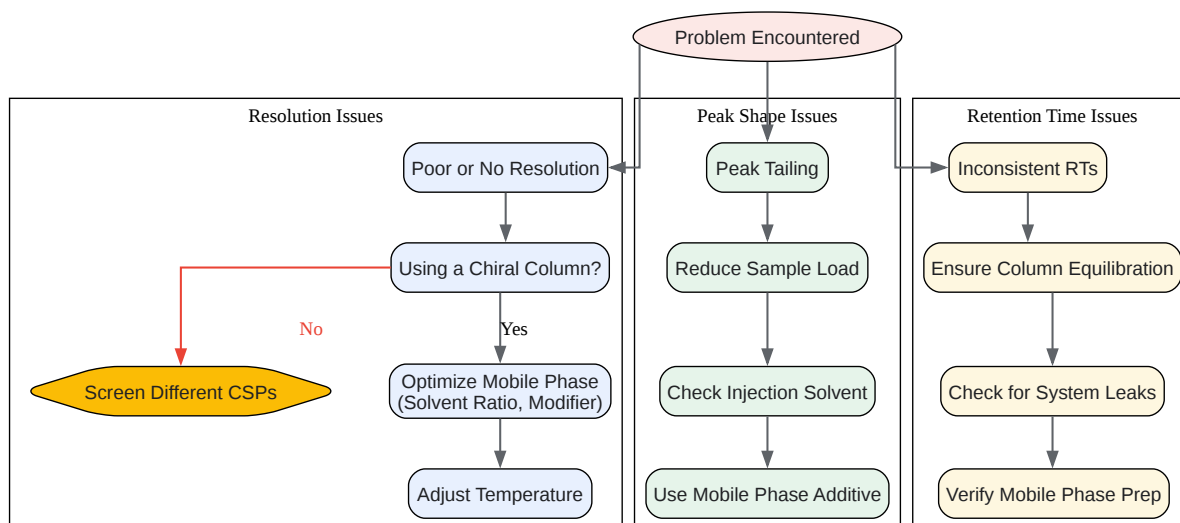 Problem Encountered
Resolution Issues
Poor or No Resolution
Using a Chiral Column?
No
Yes
Screen Different CSPs
Optimize Mobile Phase
(Solvent Ratio, Modifier)
Adjust Temperature
Peak Shape Issues
Peak Tailing
Reduce Sample Load
Check Injection Solvent
Use Mobile Phase Additive
Retention Time Issues
Inconsistent RTs
Ensure Column Equilibration
Check for System Leaks
Verify Mobile Phase Prep